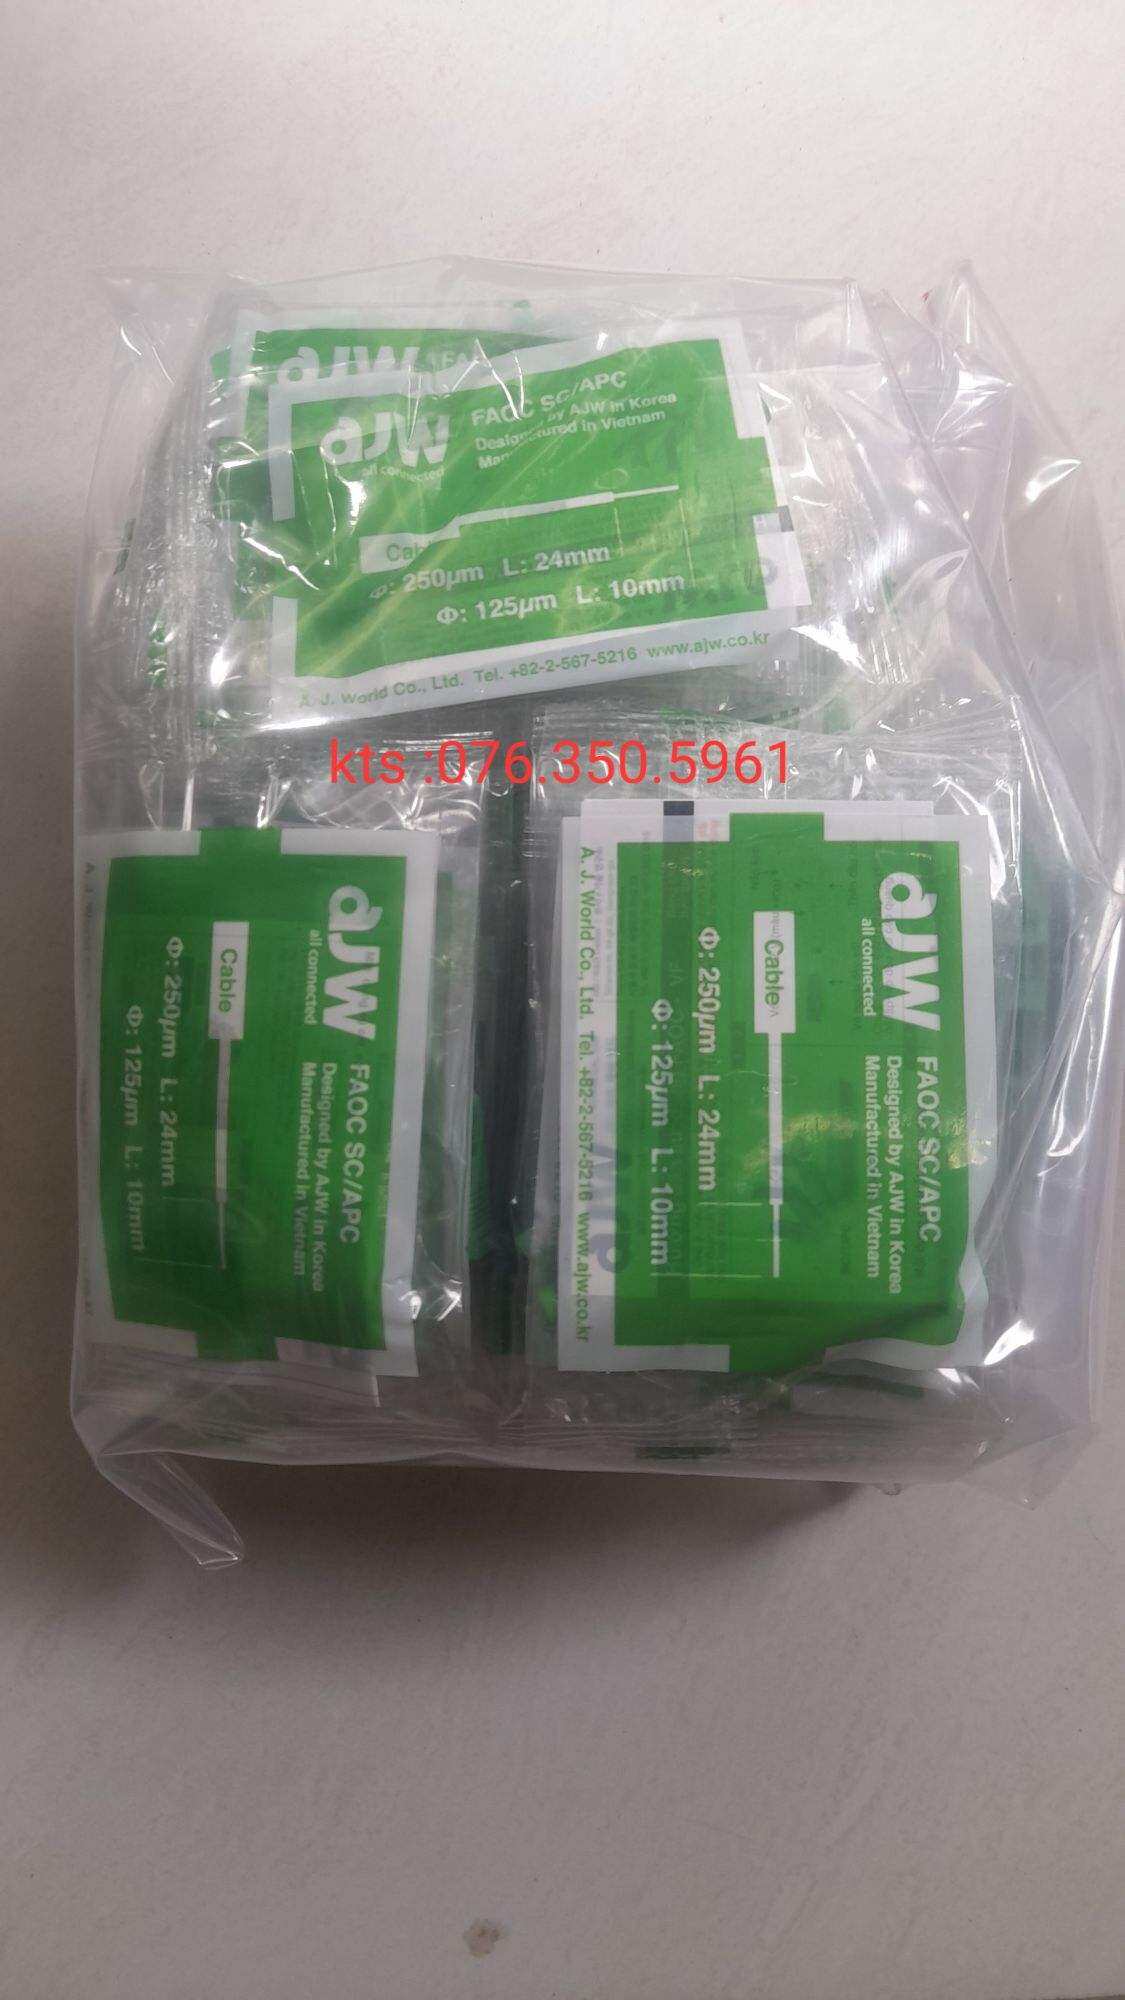 aJW
aJW
all connected
FAOC SC/APC
by AJW in Korea
in Vietnam
Φ: 250μm L: 24mm
Φ: 125μm L: 10mm
A. J. World Co., Ltd. Tel. +82-2-567-5216 www.ajw.co.kr
kts :076.350.5961
aJW
all connected
FAOC SC/APC
Designed by AJW in Korea
Manufactured in Vietnam
Cable
Φ: 250μm L: 24mm
Φ: 125μm L: 10mm
aJW
all connected
FAOC SC/APC
Designed by AJW in Korea
Manufactured in Vietnam
Cable
Φ: 250μm L: 24mm
Φ: 125μm L: 10mm
A. J. World Co., Ltd. Tel. +82-2-567-5216 www.ajw.co.kr